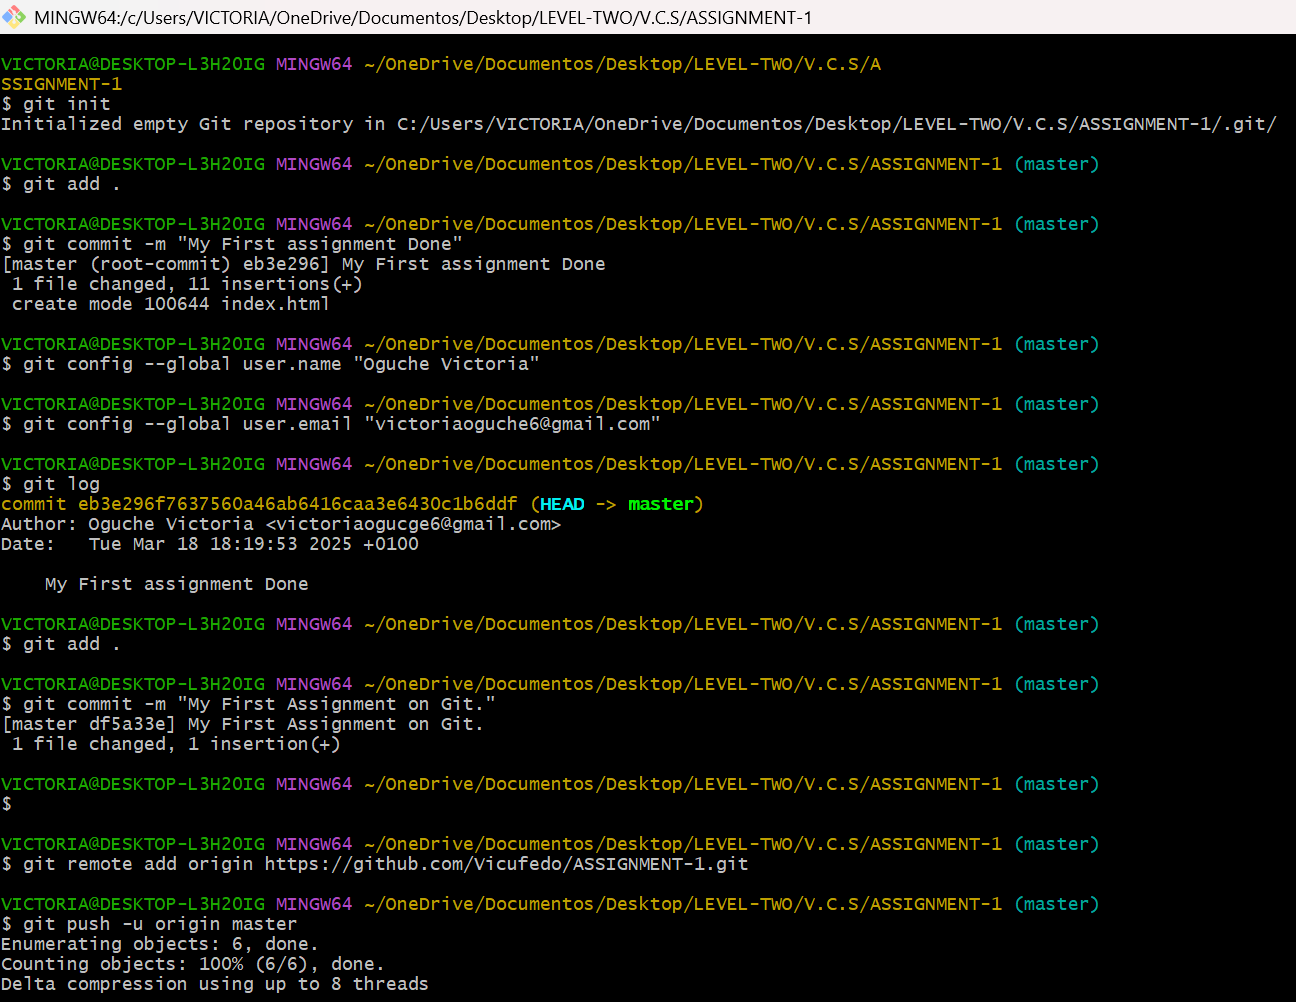 MINGW64:/c/Users/VICTORIA/OneDrive/Documentos/Desktop/LEVEL-TWO/V.C.S/ASSIGNMENT-1
VICTORIA@DESKTOP-L3H2OIG MINGW64 ~/OneDrive/Documentos/Desktop/LEVEL-TWO/V.C.S/A
SSIGNMENT-1
$ git init
Initialized empty Git repository in C:/Users/VICTORIA/OneDrive/Documentos/Desktop/LEVEL-TWO/V.C.S/ASSIGNMENT-1/.git/
VICTORIA@DESKTOP-L3H2OIG MINGW64 ~/OneDrive/Documentos/Desktop/LEVEL-TWO/V.C.S/ASSIGNMENT-1 (master)
$ git add .
VICTORIA@DESKTOP-L3H2OIG MINGW64 ~/OneDrive/Documentos/Desktop/LEVEL-TWO/V.C.S/ASSIGNMENT-1 (master)
$ git commit -m "My First assignment Done"
[master (root-commit) eb3e296] My First assignment Done
 1 file changed, 11 insertions(+)
 create mode 100644 index.html
VICTORIA@DESKTOP-L3H2OIG MINGW64 ~/OneDrive/Documentos/Desktop/LEVEL-TWO/V.C.S/ASSIGNMENT-1 (master)
$ git config --global user.name "Oguche Victoria"
VICTORIA@DESKTOP-L3H2OIG MINGW64 ~/OneDrive/Documentos/Desktop/LEVEL-TWO/V.C.S/ASSIGNMENT-1 (master)
$ git config --global user.email "victoriaoguche6@gmail.com"
VICTORIA@DESKTOP-L3H2OIG MINGW64 ~/OneDrive/Documentos/Desktop/LEVEL-TWO/V.C.S/ASSIGNMENT-1 (master)
$ git log
commit eb3e296f7637560a46ab6416caa3e6430c1b6ddf (HEAD -> master)
Author: Oguche Victoria <victoriaogucge6@gmail.com>
Date:   Tue Mar 18 18:19:53 2025 +0100
    My First assignment Done
VICTORIA@DESKTOP-L3H2OIG MINGW64 ~/OneDrive/Documentos/Desktop/LEVEL-TWO/V.C.S/ASSIGNMENT-1 (master)
$ git add .
VICTORIA@DESKTOP-L3H2OIG MINGW64 ~/OneDrive/Documentos/Desktop/LEVEL-TWO/V.C.S/ASSIGNMENT-1 (master)
$ git commit -m "My First Assignment on Git."
[master df5a33e] My First Assignment on Git.
 1 file changed, 1 insertion(+)
VICTORIA@DESKTOP-L3H2OIG MINGW64 ~/OneDrive/Documentos/Desktop/LEVEL-TWO/V.C.S/ASSIGNMENT-1 (master)
$
VICTORIA@DESKTOP-L3H2OIG MINGW64 ~/OneDrive/Documentos/Desktop/LEVEL-TWO/V.C.S/ASSIGNMENT-1 (master)
$ git remote add origin https://github.com/Vicufedo/ASSIGNMENT-1.git
VICTORIA@DESKTOP-L3H2OIG MINGW64 ~/OneDrive/Documentos/Desktop/LEVEL-TWO/V.C.S/ASSIGNMENT-1 (master)
$ git push -u origin master
Enumerating objects: 6, done.
Counting objects: 100% (6/6), done.
Delta compression using up to 8 threads